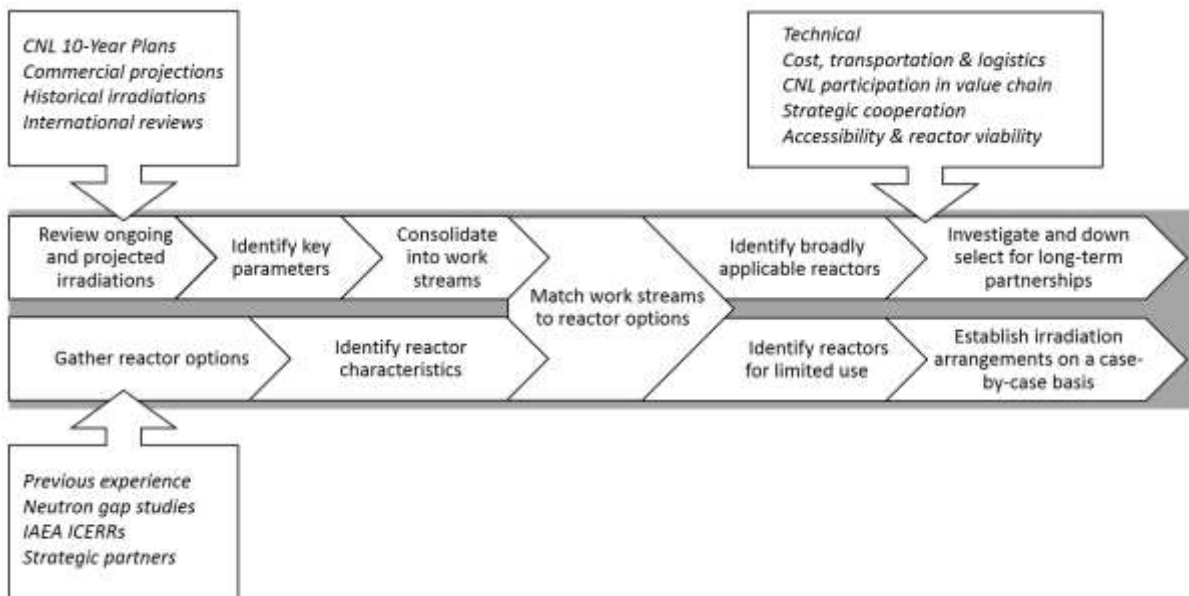 CNL 10-Year Plans
Commercial projections
Historical irradiations
International reviews
Technical
Cost, transportation & logistics
CNL participation in value chain
Strategic cooperation
Accessibility & reactor viability
Review ongoing
and projected
irradiations
Identify key
parameters
Consolidate
into work
streams
Match work streams
to reactor options
Identify broadly
applicable reactors
Investigate and down
select for long-term
partnerships
Gather reactor options
Identify reactor
characteristics
Identify reactors
for limited use
Establish irradiation
arrangements on a case-
by-case basis
Previous experience
Neutron gap studies
IAEA ICERRs
Strategic partners